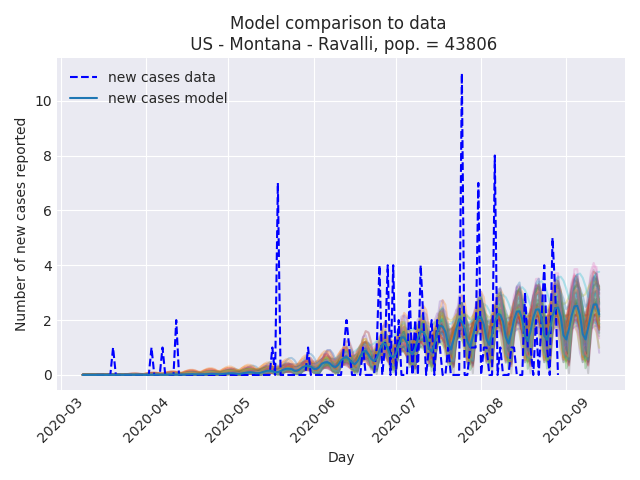 Model comparison to data
US - Montana - Ravalli, pop. = 43806
new cases data
new cases model
Number of new cases reported
10
8
6
4
2
0
2020-03
2020-04
2020-05
2020-06
2020-07
2020-08
2020-09
Day